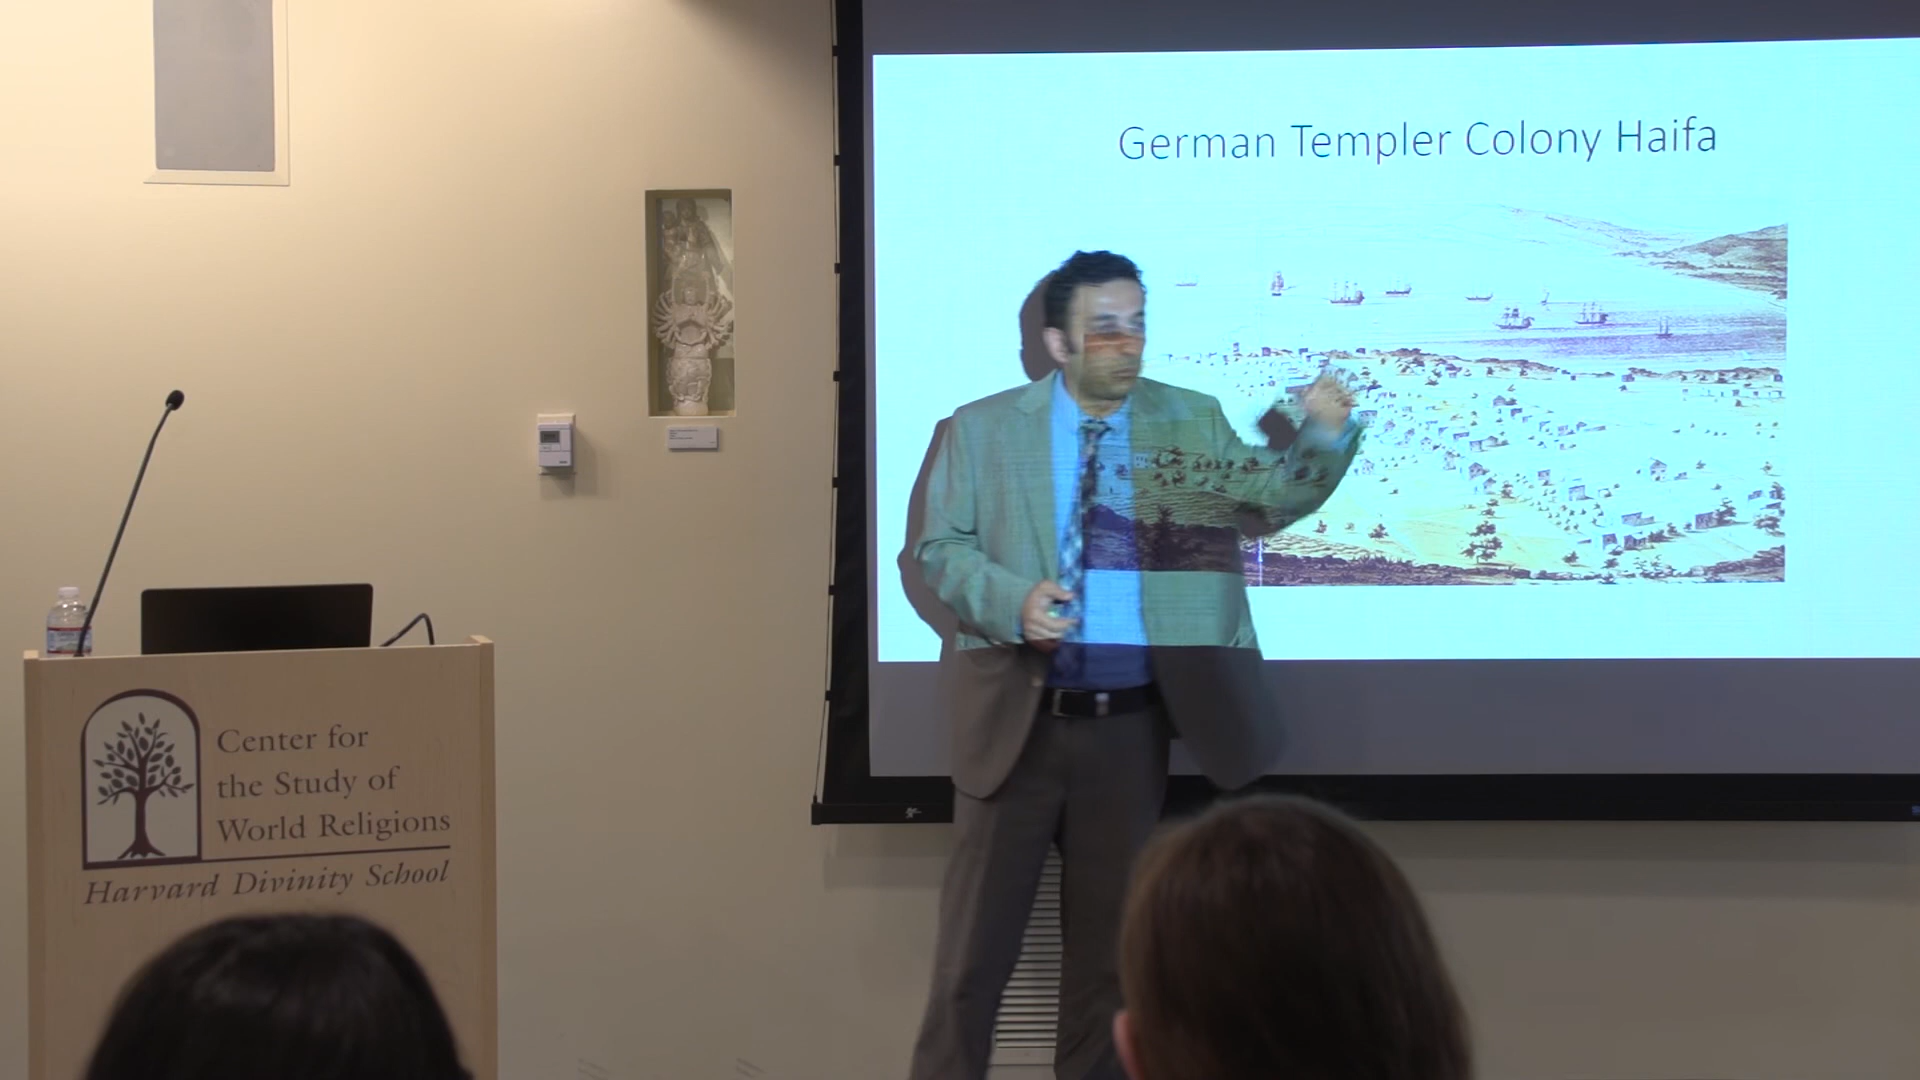 German Templer Colony Haifa
Center for
the Study of
World Religions
Harvard Divinity School